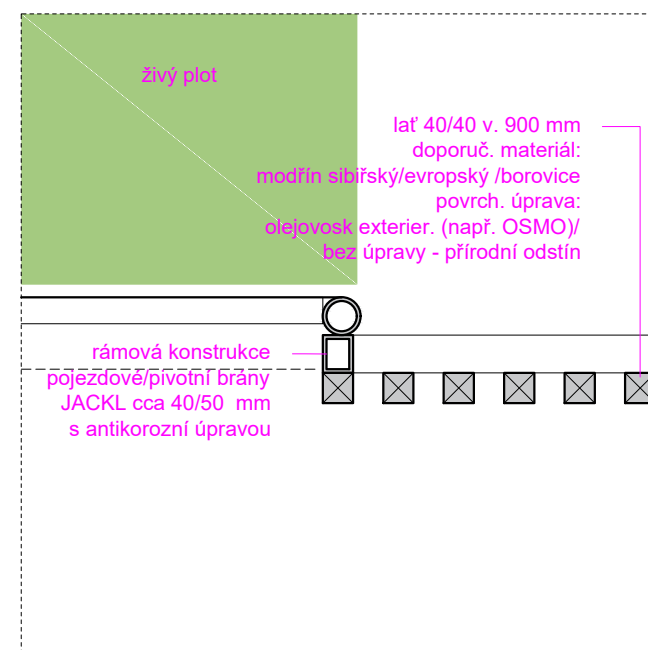 živý plot
lať 40/40 v. 900 mm
doporuč. materiál:
modřín sibiřský/evropský /borovice
povrch. úprava:
olejovosk exterier. (např. OSMO)/
bez úpravy - přírodní odstín
rámová konstrukce
pojezdové/pivotní brány
JACKL cca 40/50 mm
s antikorozní úpravou